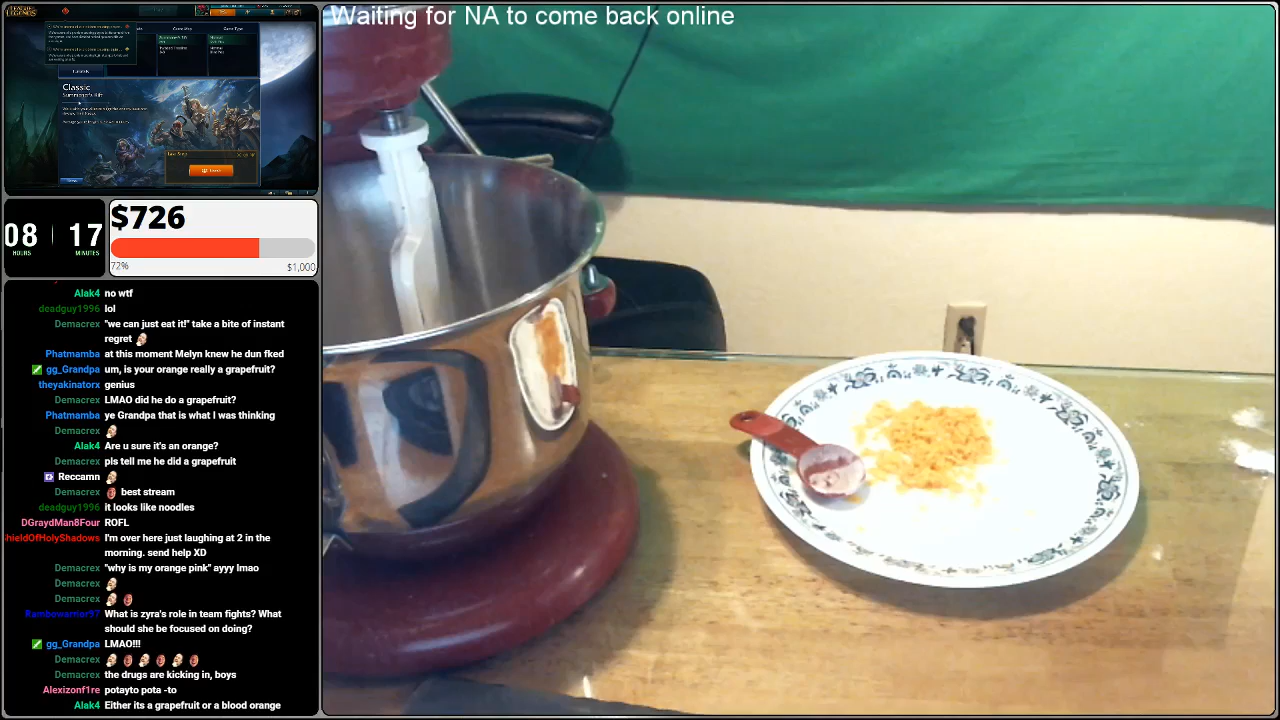 Waiting for NA to come back online
Classic
Summoner's Rift
08 17
HOURS MINUTES
$726
72% $1,000
Alak4 no wtf
deadguy1996 lol
Demacrex "we can just eat it!" take a bite of instant
regret
Phatmamba at this moment Melyn knew he dun fked
gg_Grandpa um, is your orange really a grapefruit?
theyakinatorx genius
Demacrex LMAO did he do a grapefruit?
Phatmamba ye Grandpa that is what I was thinking
Demacrex
Alak4 Are u sure it's an orange?
Demacrex pls tell me he did a grapefruit
Reccamn
Demacrex best stream
deadguy1996 it looks like noodles
DGraydMan8Four ROFL
hieldOfHolyShadows I'm over here just laughing at 2 in the
morning. send help XD
Demacrex "why is my orange pink" ayyy lmao
Demacrex
Demacrex
Rambowarrior97 What is zyra's role in team fights? What
should she be focused on doing?
gg_Grandpa LMAO!!!
Demacrex
Demacrex the drugs are kicking in, boys
Alexizonf1re potayto pota -to
Alak4 Either its a grapefruit or a blood orange